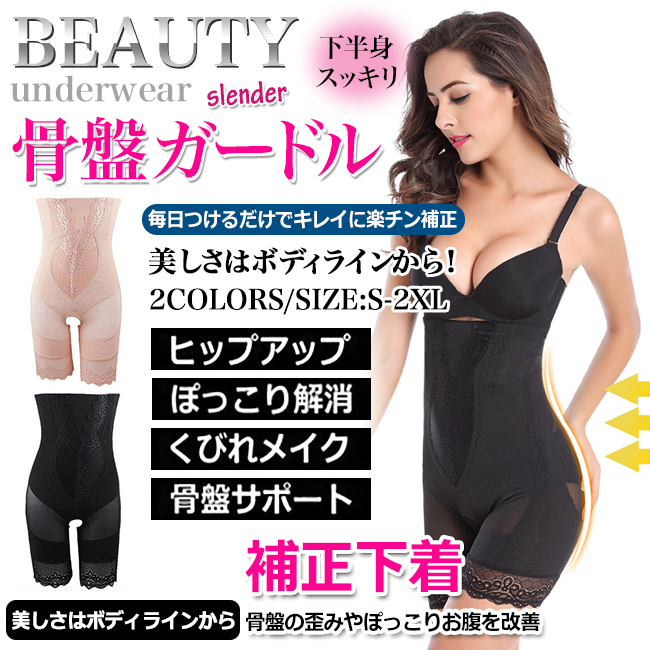 BEAUTY
underwear slender
下半身
スッキリ
骨盤ガードル
毎日つけるだけでキレイに楽チン補正
美しさはボディラインから!
2COLORS/SIZE:S-2XL
ヒップアップ
ぽっこり解消
くびれメイク
骨盤サポート
補正下着
美しさはボディラインから
骨盤の歪みやぽっこりお腹を改善